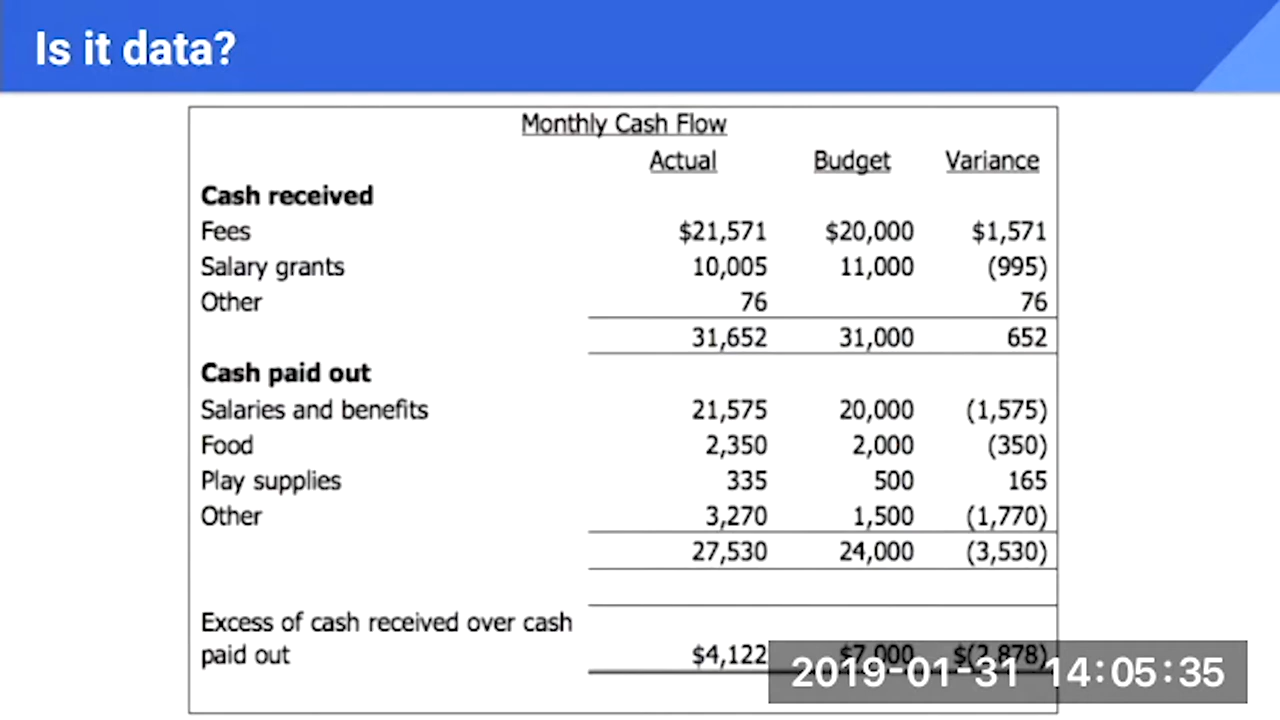 Is it data?
Monthly Cash Flow
Actual Budget Variance
Cash received
Fees $21,571 $20,000 $1,571
Salary grants 10,005 11,000 (995)
Other 76 76
31,652 31,000 652
Cash paid out
Salaries and benefits 21,575 20,000 (1,575)
Food 2,350 2,000 (350)
Play supplies 335 500 165
Other 3,270 1,500 (1,770)
27,530 24,000 (3,530)
Excess of cash received over cash
paid out $4,122 $7,000 $(2,878)
2019-01-31 14:05:35